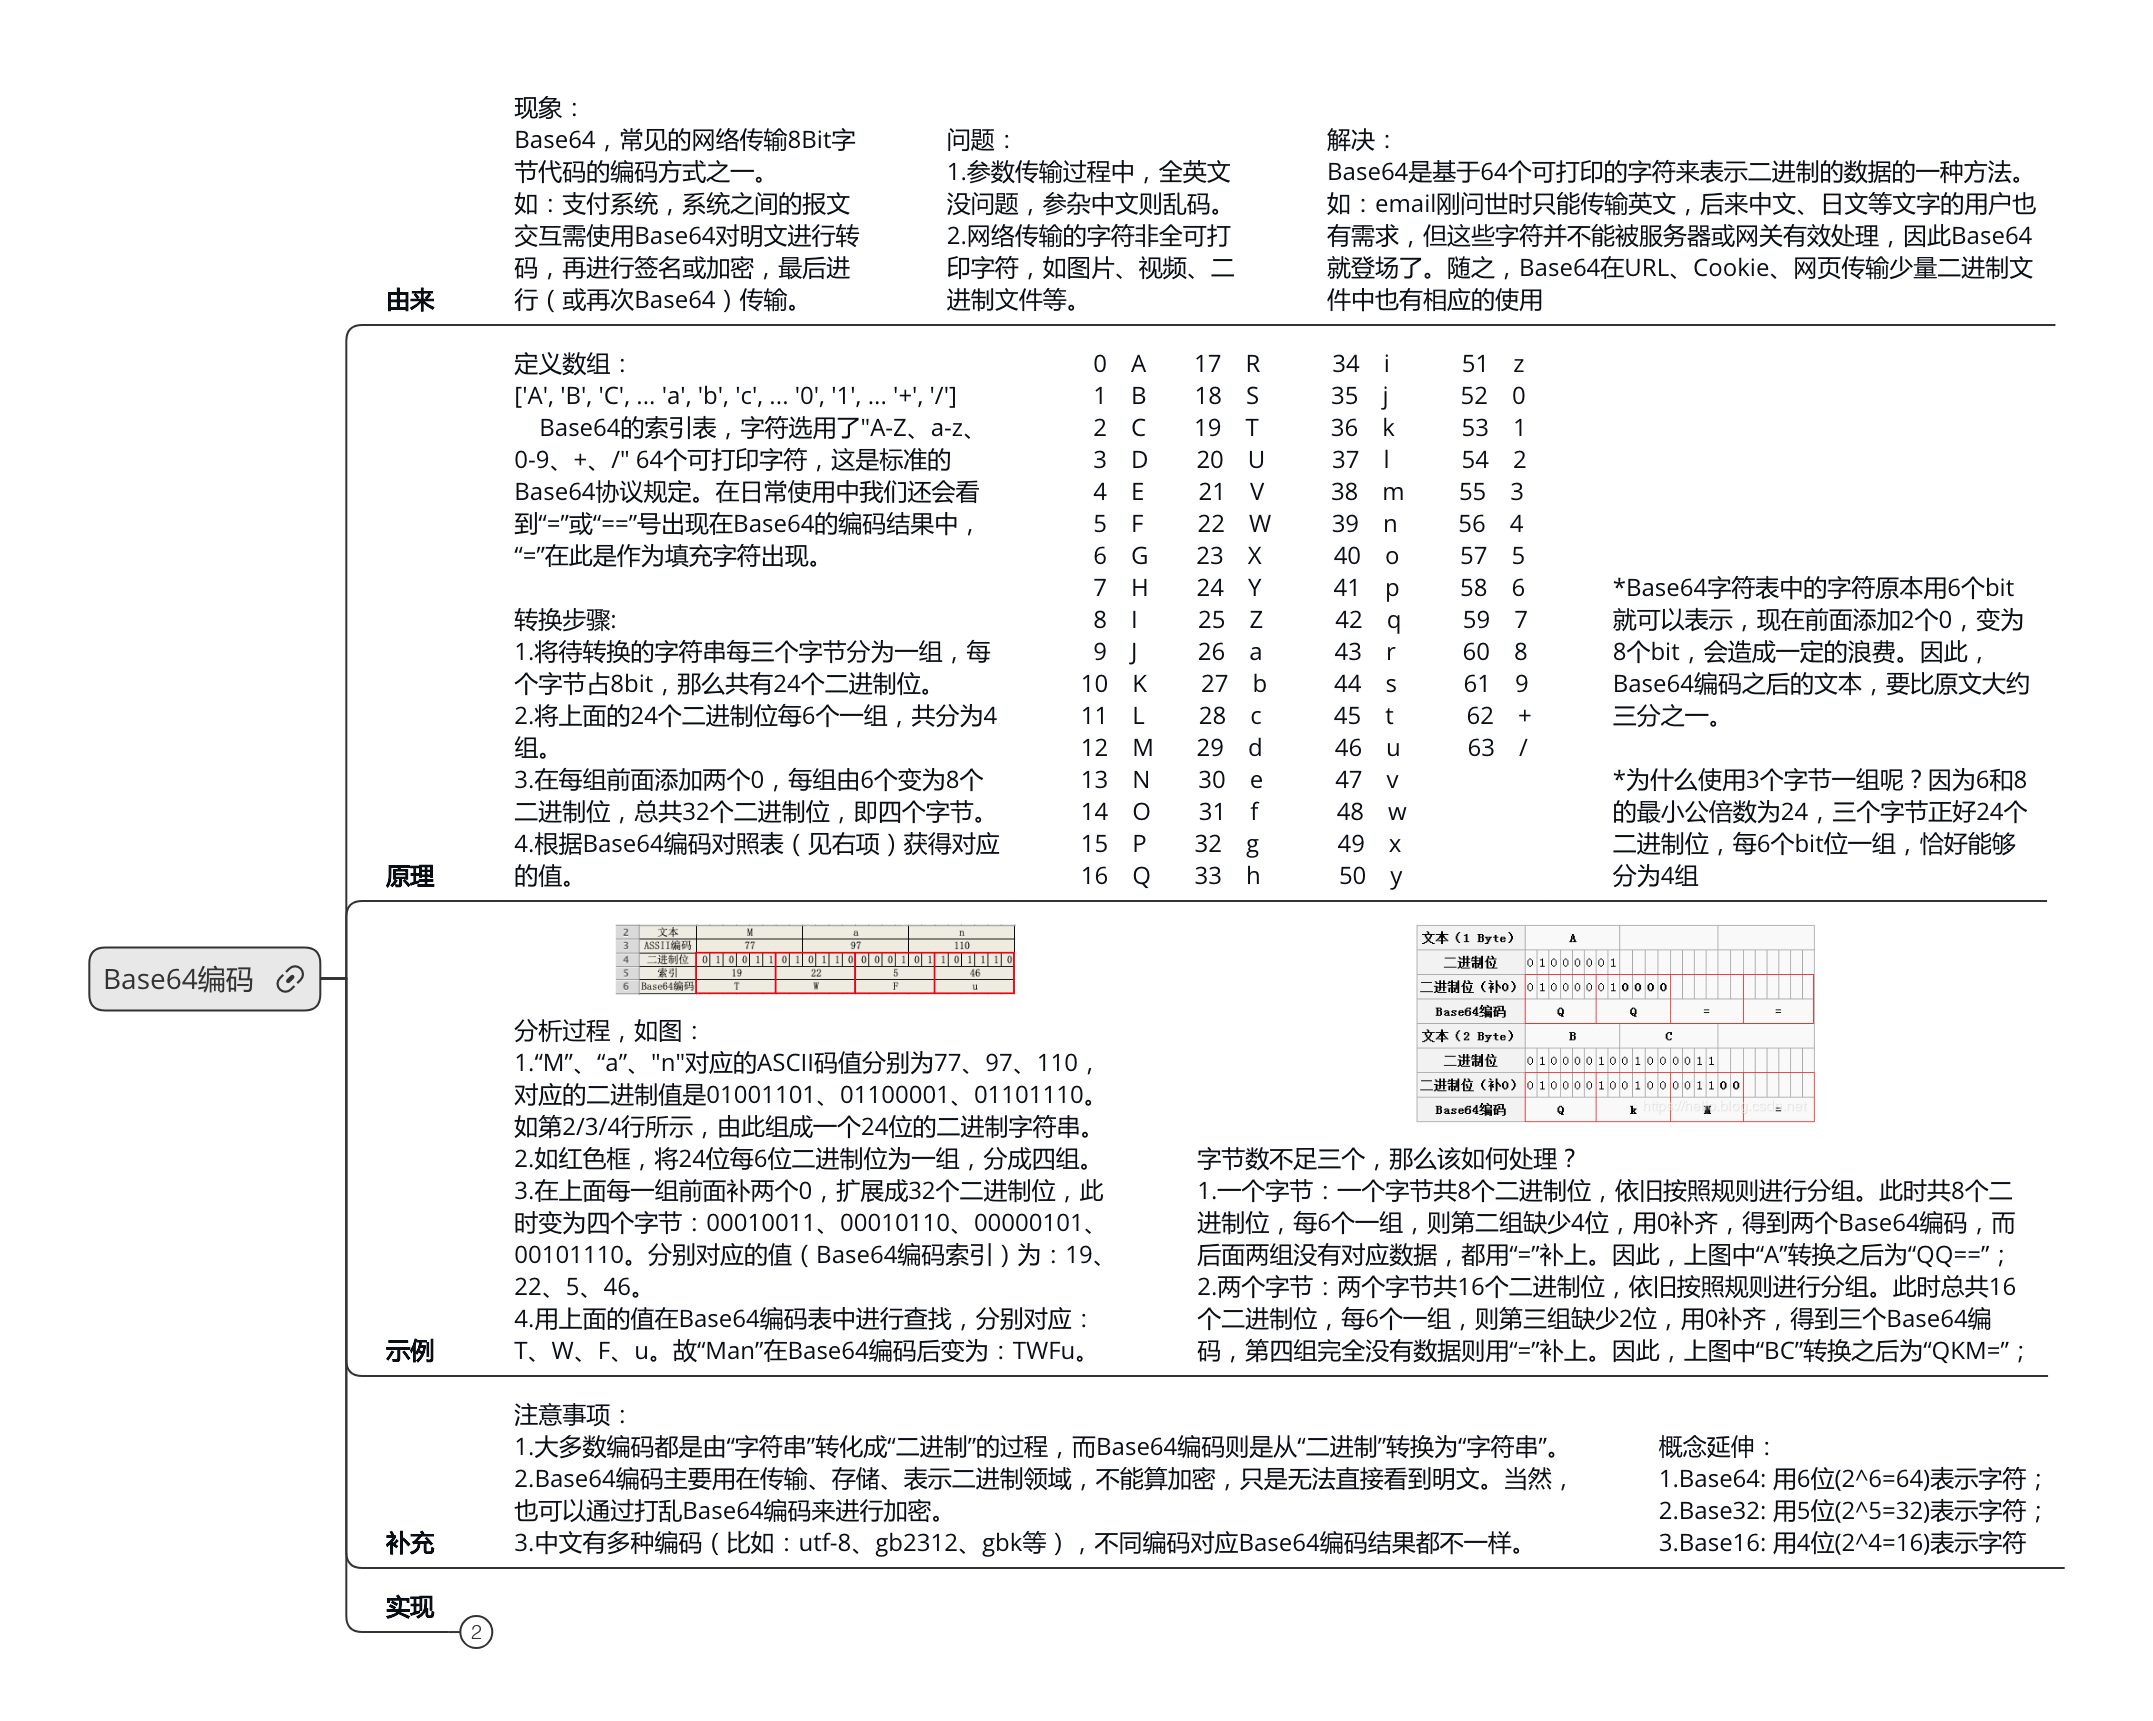 Base64编码
由来
现象：
Base64，常见的网络传输8Bit字
节代码的编码方式之一。
如：支付系统，系统之间的报文
交互需使用Base64对明文进行转
码，再进行签名或加密，最后进
行（或再次Base64）传输。
问题：
1.参数传输过程中，全英文
没问题，参杂中文则乱码。
2.网络传输的字符非全可打
印字符，如图片、视频、二
进制文件等。
解决：
Base64是基于64个可打印的字符来表示二进制的数据的一种方法。
如：email刚问世时只能传输英文，后来中文、日文等文字的用户也
有需求，但这些字符并不能被服务器或网关有效处理，因此Base64
就登场了。随之，Base64在URL、Cookie、网页传输少量二进制文
件中也有相应的使用
原理
定义数组：
['A', 'B', 'C', ... 'a', 'b', 'c', ... '0', '1', ... '+', '/']
Base64的索引表，字符选用了"A-Z、a-z、
0-9、+、/" 64个可打印字符，这是标准的
Base64协议规定。在日常使用中我们还会看
到“=”或“==”号出现在Base64的编码结果中，
“=”在此是作为填充字符出现。
转换步骤:
1.将待转换的字符串每三个字节分为一组，每
个字节占8bit，那么共有24个二进制位。
2.将上面的24个二进制位每6个一组，共分为4
组。
3.在每组前面添加两个0，每组由6个变为8个
二进制位，总共32个二进制位，即四个字节。
4.根据Base64编码对照表（见右项）获得对应
的值。
0 A 17 R 34 i 51 z
1 B 18 S 35 j 52 0
2 C 19 T 36 k 53 1
3 D 20 U 37 l 54 2
4 E 21 V 38 m 55 3
5 F 22 W 39 n 56 4
6 G 23 X 40 o 57 5
7 H 24 Y 41 p 58 6
8 I 25 Z 42 q 59 7
9 J 26 a 43 r 60 8
10 K 27 b 44 s 61 9
11 L 28 c 45 t 62 +
12 M 29 d 46 u 63 /
13 N 30 e 47 v
14 O 31 f 48 w
15 P 32 g 49 x
16 Q 33 h 50 y
*Base64字符表中的字符原本用6个bit
就可以表示，现在前面添加2个0，变为
8个bit，会造成一定的浪费。因此，
Base64编码之后的文本，要比原文大约
三分之一。
*为什么使用3个字节一组呢？因为6和8
的最小公倍数为24，三个字节正好24个
二进制位，每6个bit位一组，恰好能够
分为4组
示例
2 文本 M a n
3 ASSII编码 77 97 110
4 二进制位 0 1 0 0 1 1 0 1 0 1 1 0 0 0 0 1 0 1 1 0 1 1 1 0
5 索引 19 22 5 46
6 Base64编码 T W F u
分析过程，如图：
1.“M”、“a”、"n"对应的ASCII码值分别为77、97、110，
对应的二进制值是01001101、01100001、01101110。
如第2/3/4行所示，由此组成一个24位的二进制字符串。
2.如红色框，将24位每6位二进制位为一组，分成四组。
3.在上面每一组前面补两个0，扩展成32个二进制位，此
时变为四个字节：00010011、00010110、00000101、
00101110。分别对应的值（Base64编码索引）为：19、
22、5、46。
4.用上面的值在Base64编码表中进行查找，分别对应：
T、W、F、u。故“Man”在Base64编码后变为：TWFu。
文本（1 Byte） A
二进制位 0 1 0 0 0 0 0 1
二进制位（补0） 0 1 0 0 0 0 0 1 0 0 0 0
Base64编码 Q Q = =
文本（2 Byte） B C
二进制位 0 1 0 0 0 0 1 0 0 1 0 0 0 0 1 1
二进制位（补0） 0 1 0 0 0 0 1 0 0 1 0 0 0 0 1 1 0 0
Base64编码 Q k M =
字节数不足三个，那么该如何处理？
1.一个字节：一个字节共8个二进制位，依旧按照规则进行分组。此时共8个二
进制位，每6个一组，则第二组缺少4位，用0补齐，得到两个Base64编码，而
后面两组没有对应数据，都用“=”补上。因此，上图中“A”转换之后为“QQ==”；
2.两个字节：两个字节共16个二进制位，依旧按照规则进行分组。此时总共16
个二进制位，每6个一组，则第三组缺少2位，用0补齐，得到三个Base64编
码，第四组完全没有数据则用“=”补上。因此，上图中“BC”转换之后为“QKM=”；
补充
注意事项：
1.大多数编码都是由“字符串”转化成“二进制”的过程，而Base64编码则是从“二进制”转换为“字符串”。
2.Base64编码主要用在传输、存储、表示二进制领域，不能算加密，只是无法直接看到明文。当然，
也可以通过打乱Base64编码来进行加密。
3.中文有多种编码（比如：utf-8、gb2312、gbk等），不同编码对应Base64编码结果都不一样。
概念延伸：
1.Base64: 用6位(2^6=64)表示字符；
2.Base32: 用5位(2^5=32)表示字符；
3.Base16: 用4位(2^4=16)表示字符
实现
2